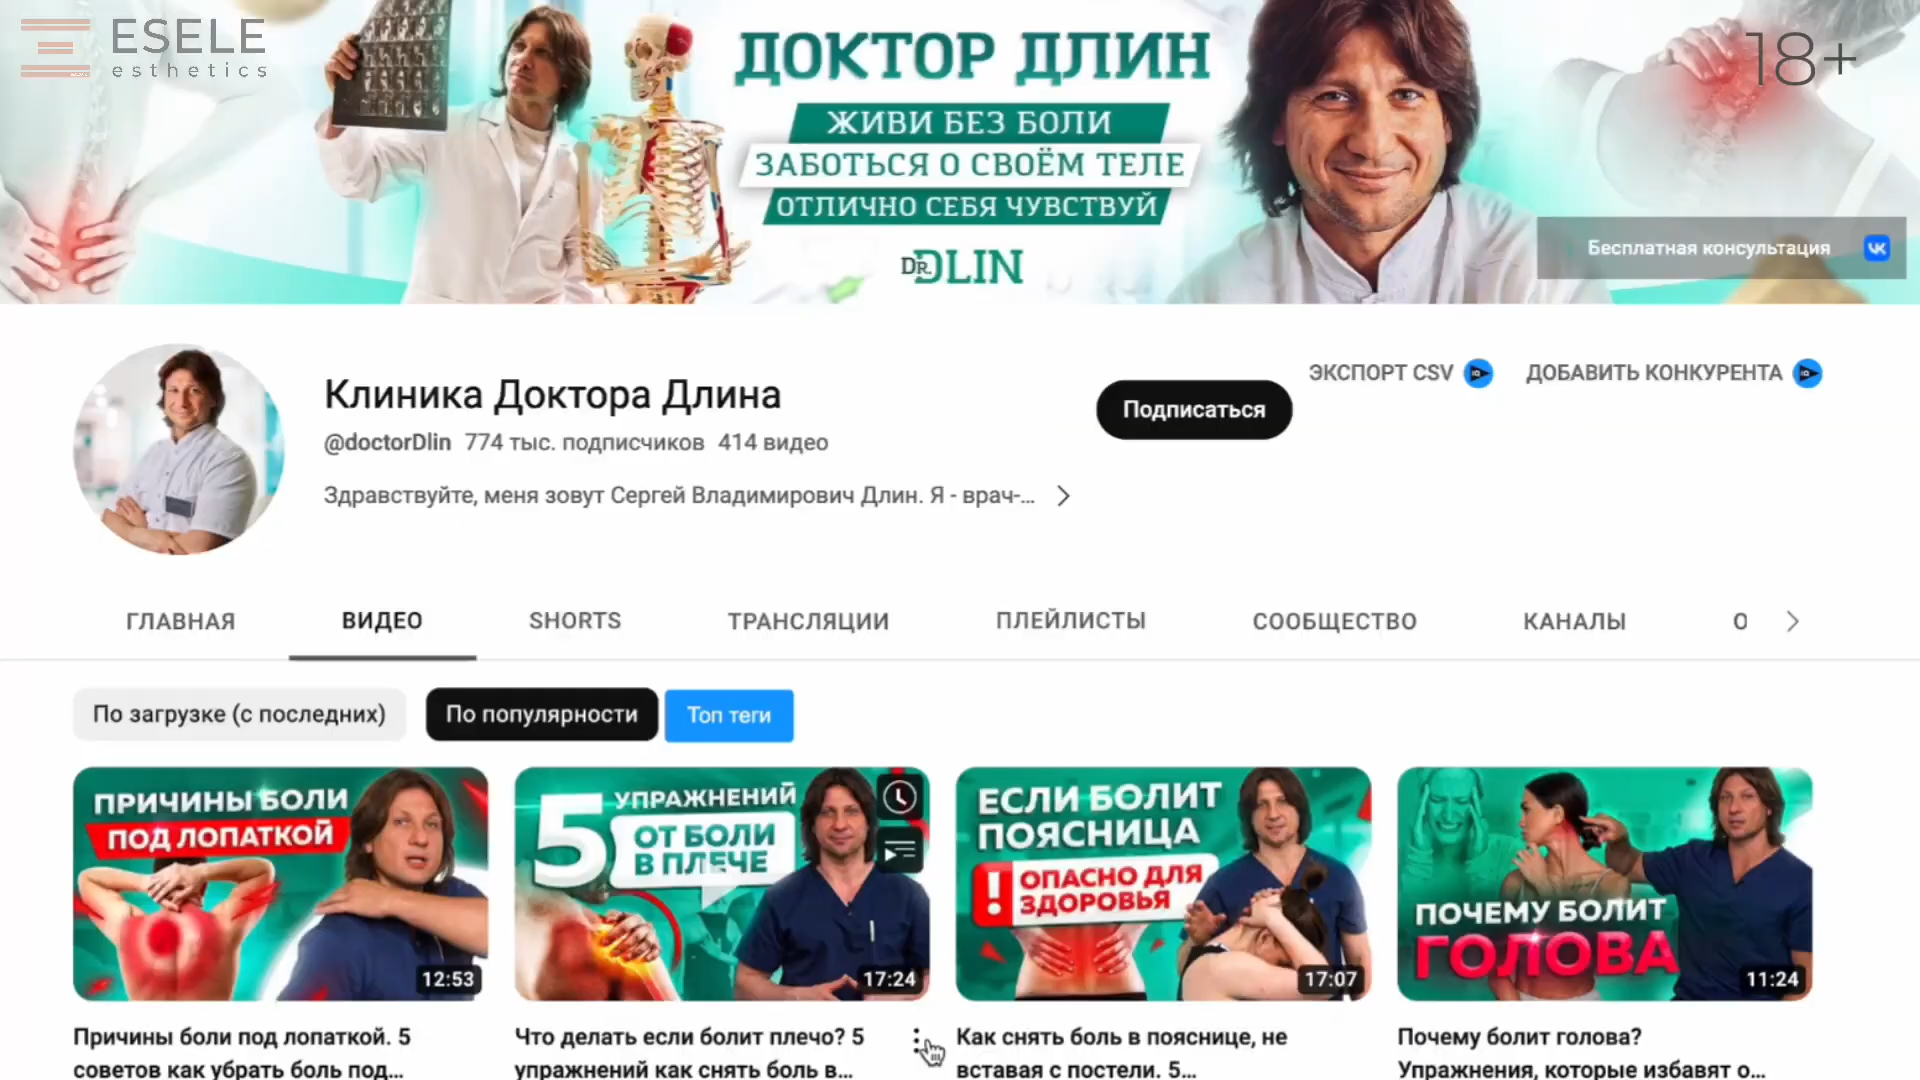 ESELE
esthetics
18+
ДОКТОР ДЛИН
ЖИВИ БЕЗ БОЛИ
ЗАБОТЬСЯ О СВОЁМ ТЕЛЕ
ОТЛИЧНО СЕБЯ ЧУВСТВУЙ
DR. DLIN
Бесплатная консультация
Клиника Доктора Длина
Подписаться
ЭКСПОРТ CSV
ДОБАВИТЬ КОНКУРЕНТА
@doctorDlin 774 тыс. подписчиков 414 видео
Здравствуйте, меня зовут Сергей Владимирович Длин. Я - врач-...
ГЛАВНАЯ ВИДЕО SHORTS ТРАНСЛЯЦИИ ПЛЕЙЛИСТЫ СООБЩЕСТВО КАНАЛЫ О
По загрузке (с последних) По популярности Топ теги
ПРИЧИНЫ БОЛИ
ПОД ЛОПАТКОЙ
12:53
5 УПРАЖНЕНИЙ
ОТ БОЛИ
В ПЛЕЧЕ
17:24
ЕСЛИ БОЛИТ
ПОЯСНИЦА
! ОПАСНО ДЛЯ
ЗДОРОВЬЯ
17:07
ПОЧЕМУ БОЛИТ
ГОЛОВА
11:24
Причины боли под лопаткой. 5
советов как убрать боль под...
Что делать если болит плечо? 5
упражнений как снять боль в...
Как снять боль в пояснице, не
вставая с постели. 5...
Почему болит голова?
Упражнения, которые избавят о...